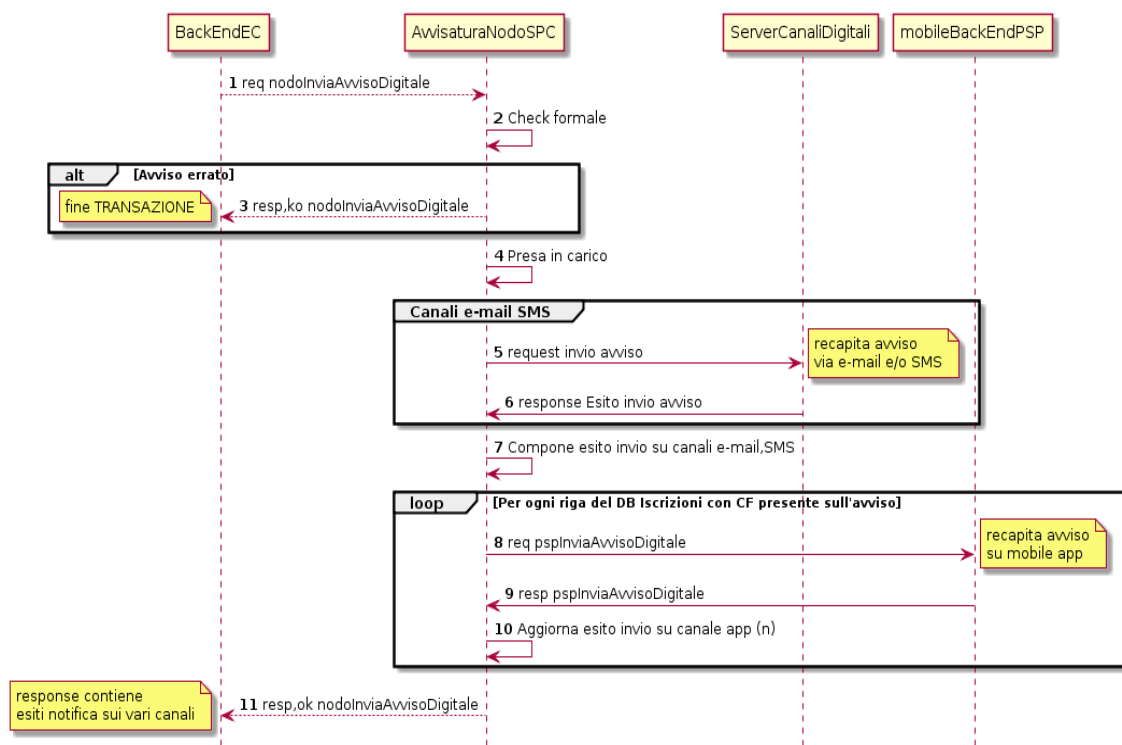 BackEndEC
AvvisaturaNodoSPC
ServerCanaliDigitali
mobileBackEndPSP
1 req nodoInviaAvvisoDigitale
2 Check formale
alt
[Avviso errato]
fine TRANSAZIONE
3 resp,ko nodoInviaAvvisoDigitale
4 Presa in carico
Canali e-mail SMS
5 request invio avviso
recapita avviso
via e-mail e/o SMS
6 response Esito invio avviso
7 Compone esito invio su canali e-mail,SMS
loop
[Per ogni riga del DB Iscrizioni con CF presente sull'avviso]
8 req pspInviaAvvisoDigitale
recapita avviso
su mobile app
9 resp pspInviaAvvisoDigitale
10 Aggiorna esito invio su canale app (n)
response contiene
esiti notifica sui vari canali
11 resp,ok nodoInviaAvvisoDigitale